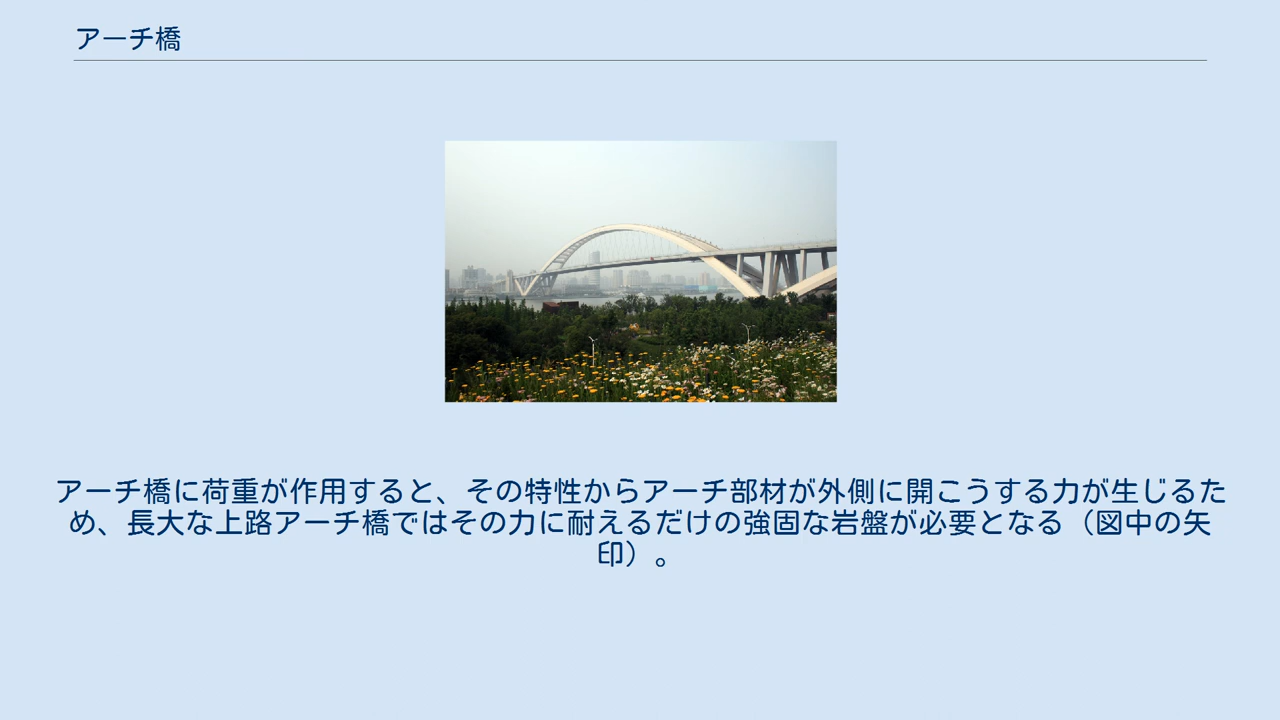 アーチ橋
アーチ橋に荷重が作用すると、その特性からアーチ部材が外側に開こうする力が生じるた
め、長大な上路アーチ橋ではその力に耐えるだけの強固な岩盤が必要となる（図中の矢
印）。